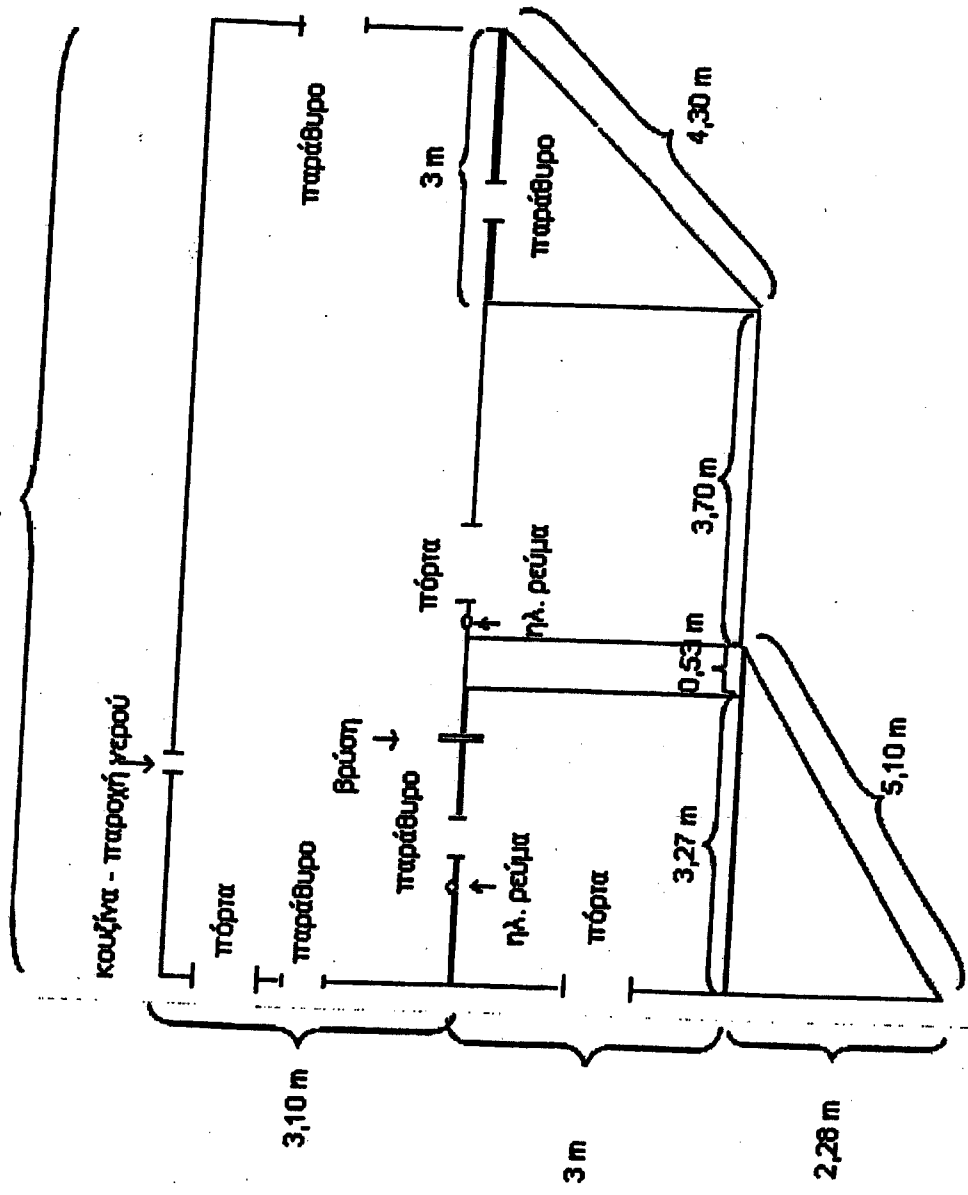 κουζίνα - παροχή νερού
πόρτα
παράθυρο
παράθυρο
3,10 m
βρύση
παράθυρο
πόρτα
3 m
ηλ. ρεύμα
ηλ. ρεύμα
παράθυρο
3 m
πόρτα
3,27 m
0,53 m
3,70 m
4,30 m
2,28 m
5,10 m